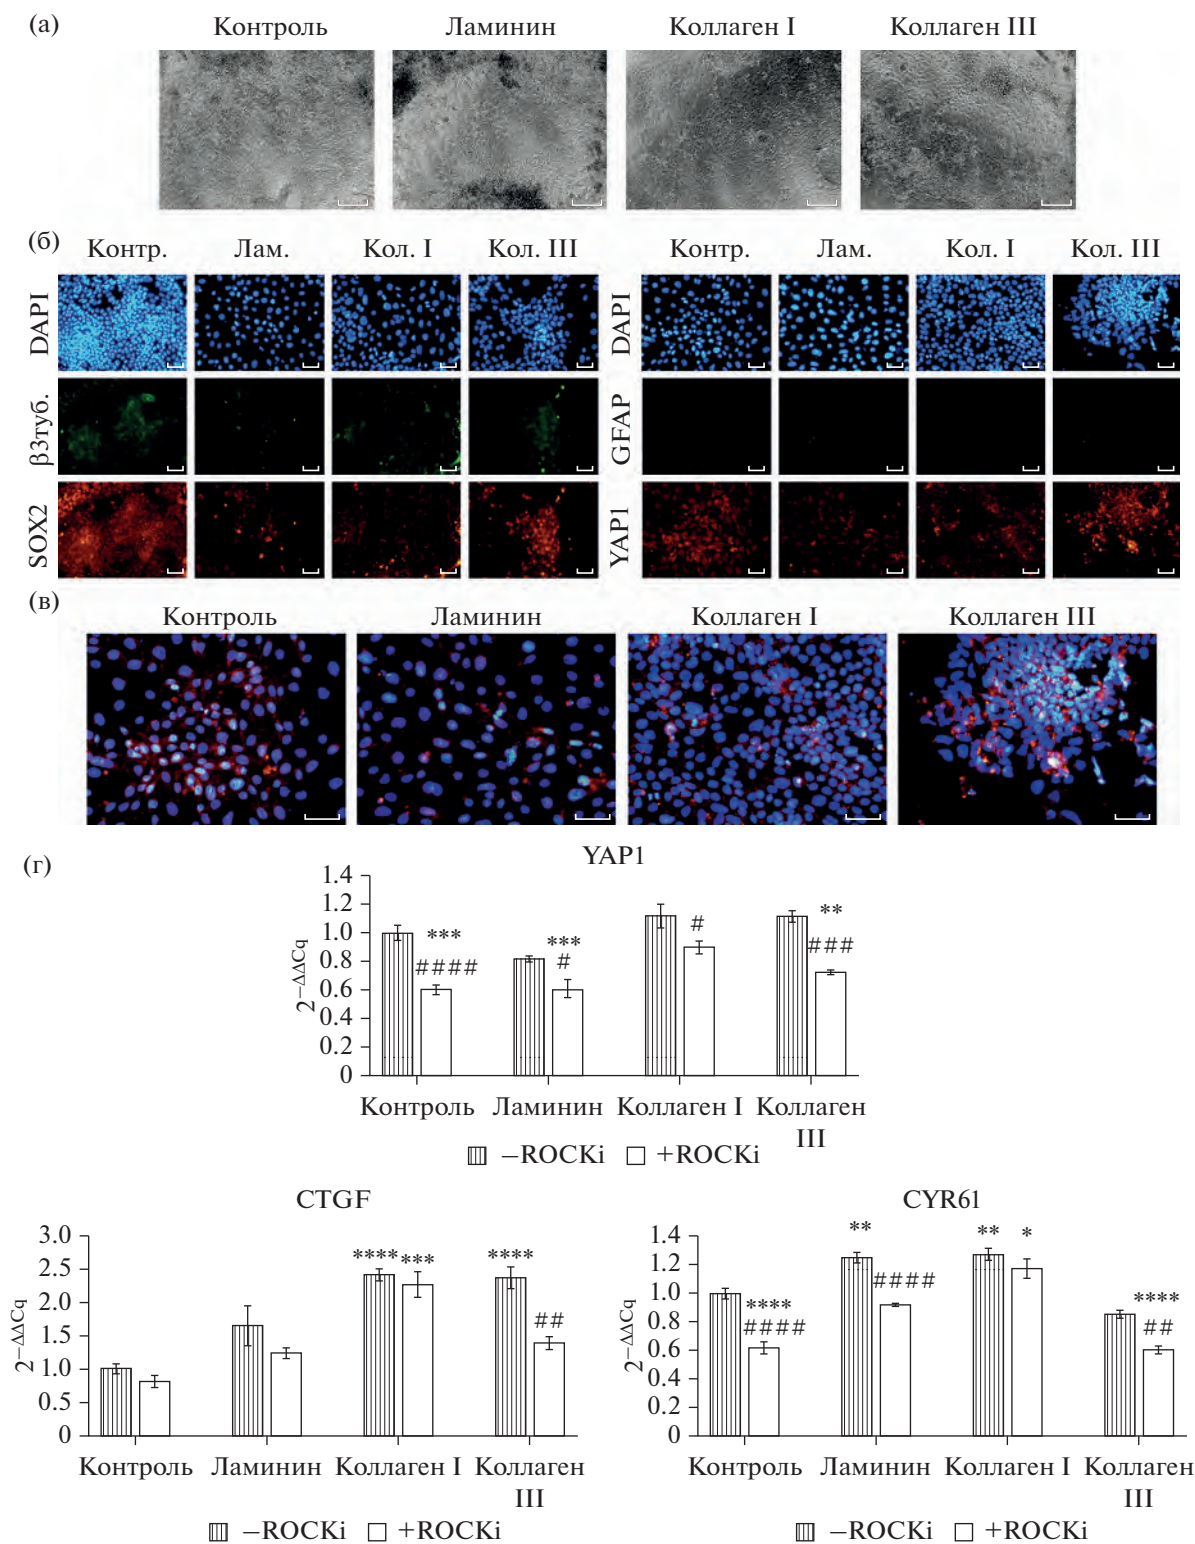 (а)
Контроль Ламинин Коллаген I Коллаген III
(б)
Контр. Лам. Кол. I Кол. III Контр. Лам. Кол. I Кол. III
DAPI DAPI
β3туб. GFAP
SOX2 YAP1
(в)
Контроль Ламинин Коллаген I Коллаген III
(г)
YAP1
2^−ΔΔCq
1.4
1.2
1.0
0.8
0.6
0.4
0.2
0
*** *** # **
#### # ###
Контроль Ламинин Коллаген I Коллаген III
−ROCKi +ROCKi
CTGF
2^−ΔΔCq
3.0
2.5
2.0
1.5
1.0
0.5
0
**** *** ****
##
Контроль Ламинин Коллаген I Коллаген III
−ROCKi +ROCKi
CYR61
2^−ΔΔCq
1.4
1.2
1.0
0.8
0.6
0.4
0.2
0
** ** *
**** #### ****
#### ##
Контроль Ламинин Коллаген I Коллаген III
−ROCKi +ROCKi